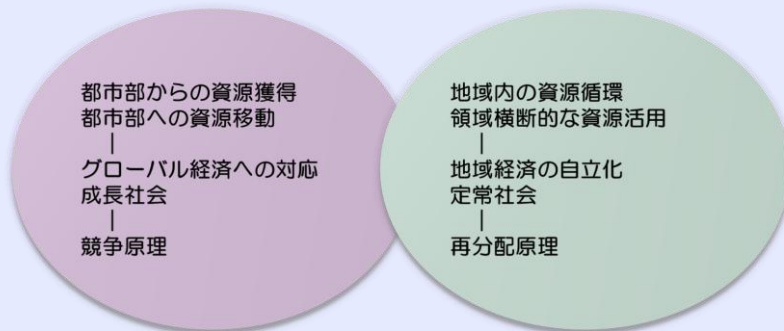 都市部からの資源獲得
都市部への資源移動
|
グローバル経済への対応
成長社会
|
競争原理
地域内の資源循環
領域横断的な資源活用
|
地域経済の自立化
定常社会
|
再分配原理